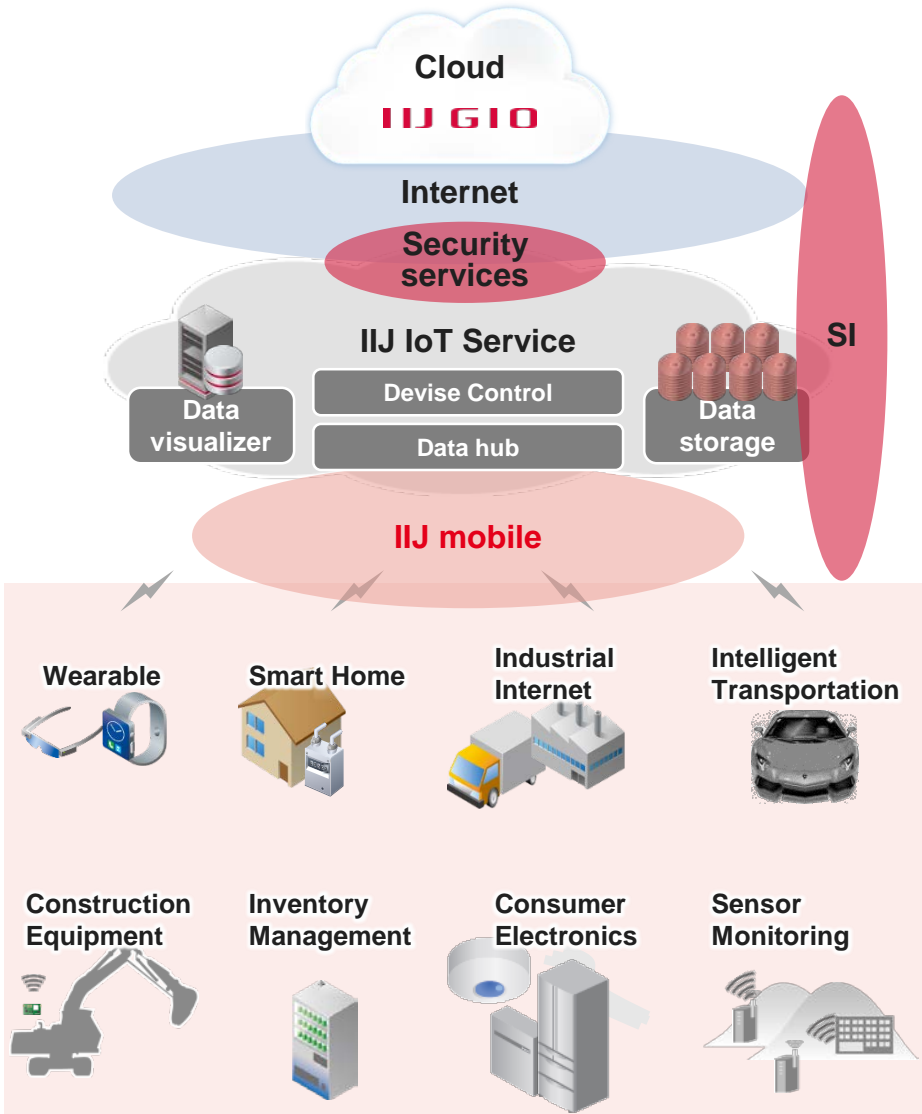 Cloud
IIJ GIO
Internet
Security
services
SI
IIJ IoT Service
Devise Control
Data
visualizer
Data hub
Data
storage
IIJ mobile
Wearable
Smart Home
Industrial
Internet
Intelligent
Transportation
Construction
Equipment
Inventory
Management
Consumer
Electronics
Sensor
Monitoring